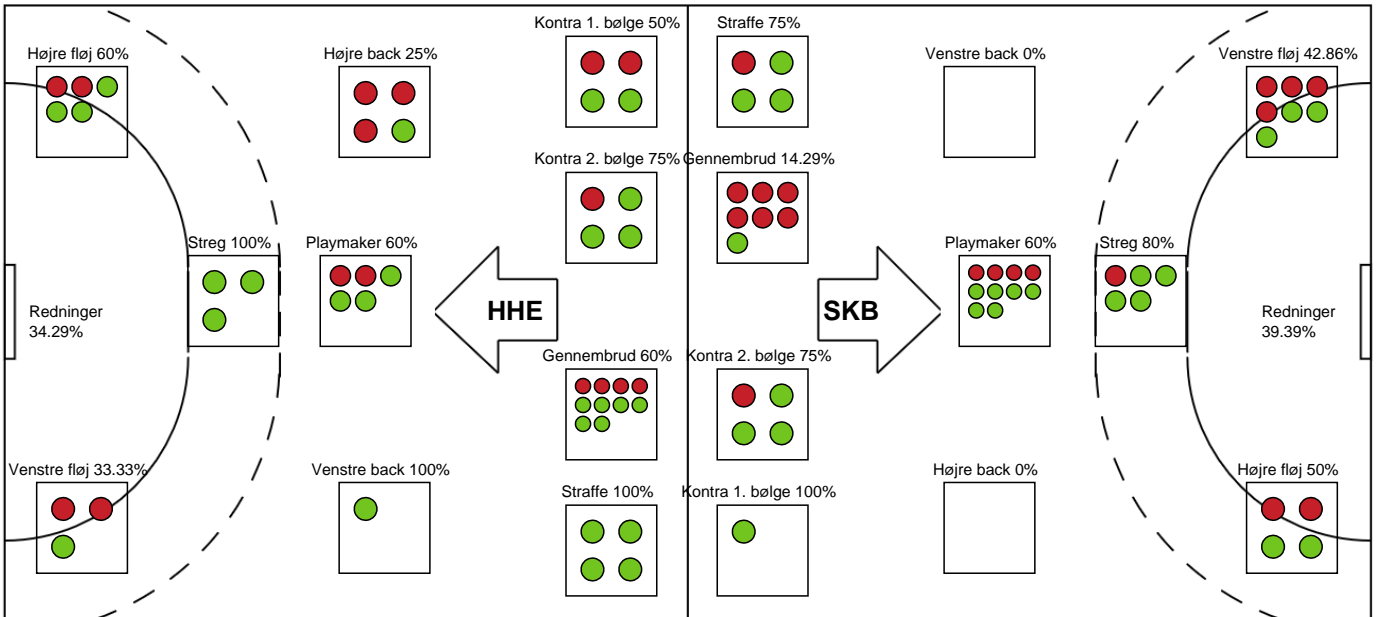 Kontra 1. bølge 50%
Straffe 75%
Højre fløj 60%
Højre back 25%
Venstre back 0%
Venstre fløj 42.86%
Kontra 2. bølge 75%
Gennembrud 14.29%
Streg 100%
Playmaker 60%
Playmaker 60%
Streg 80%
Redninger
34.29%
HHE
SKB
Redninger
39.39%
Gennembrud 60%
Kontra 2. bølge 75%
Venstre fløj 33.33%
Venstre back 100%
Højre back 0%
Højre fløj 50%
Straffe 100%
Kontra 1. bølge 100%